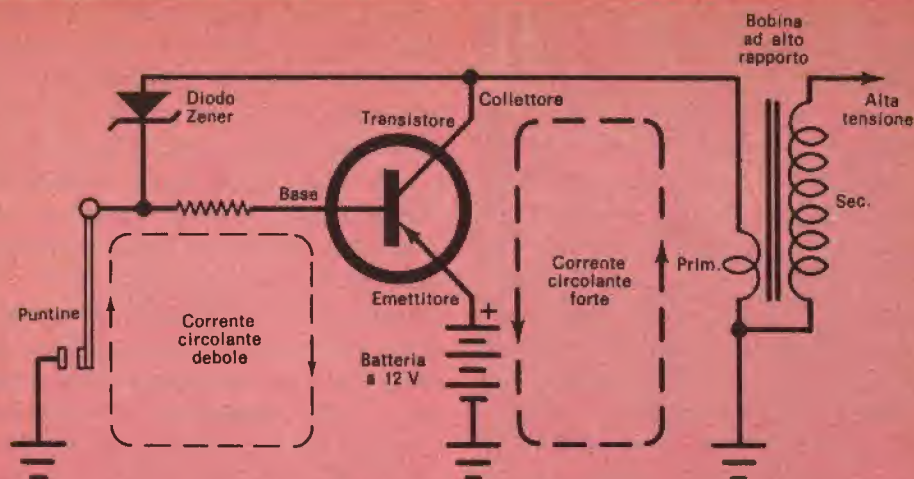 Bobina
ad alto
rapporto
Diodo
Zener
Transistore
Collettore
Alta
tensione
Base
Sec.
Prim.
Puntine
Corrente
circolante
debole
Corrente
circolante
forte
Emettitore
+
Batteria
a 12 V